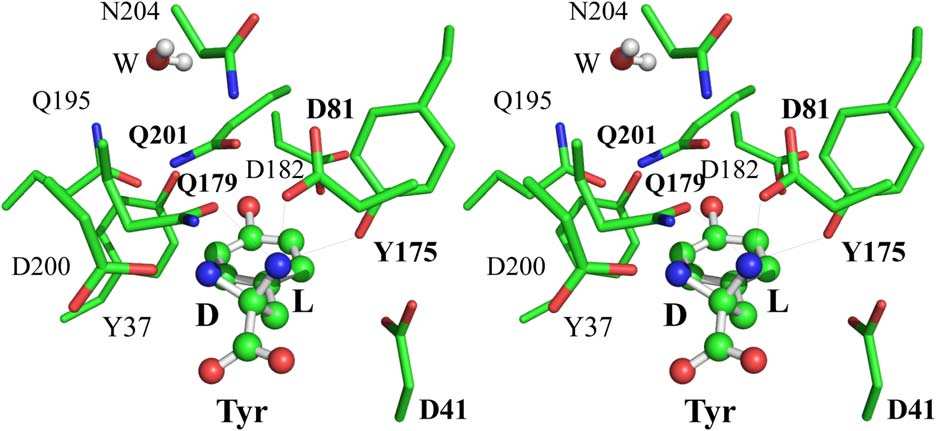 N204 N204
W W
Q195 D81 Q195 D81
Q201 Q201
Q179 D182 Q179 D182
D200 Y175 D200 Y175
D L D L
Y37 Y37
Tyr D41 Tyr D41